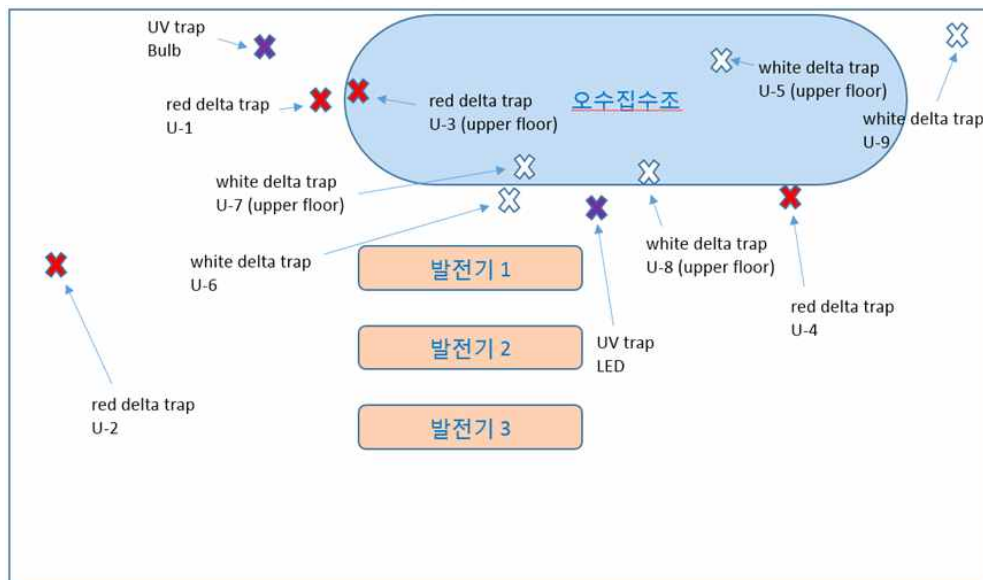 UV trap
Bulb
red delta trap
U-1
red delta trap
U-3 (upper floor)
오수집수조
white delta trap
U-5 (upper floor)
white delta trap
U-9
white delta trap
U-7 (upper floor)
white delta trap
U-6
white delta trap
U-8 (upper floor)
발전기 1
red delta trap
U-4
발전기 2
UV trap
LED
red delta trap
U-2
발전기 3